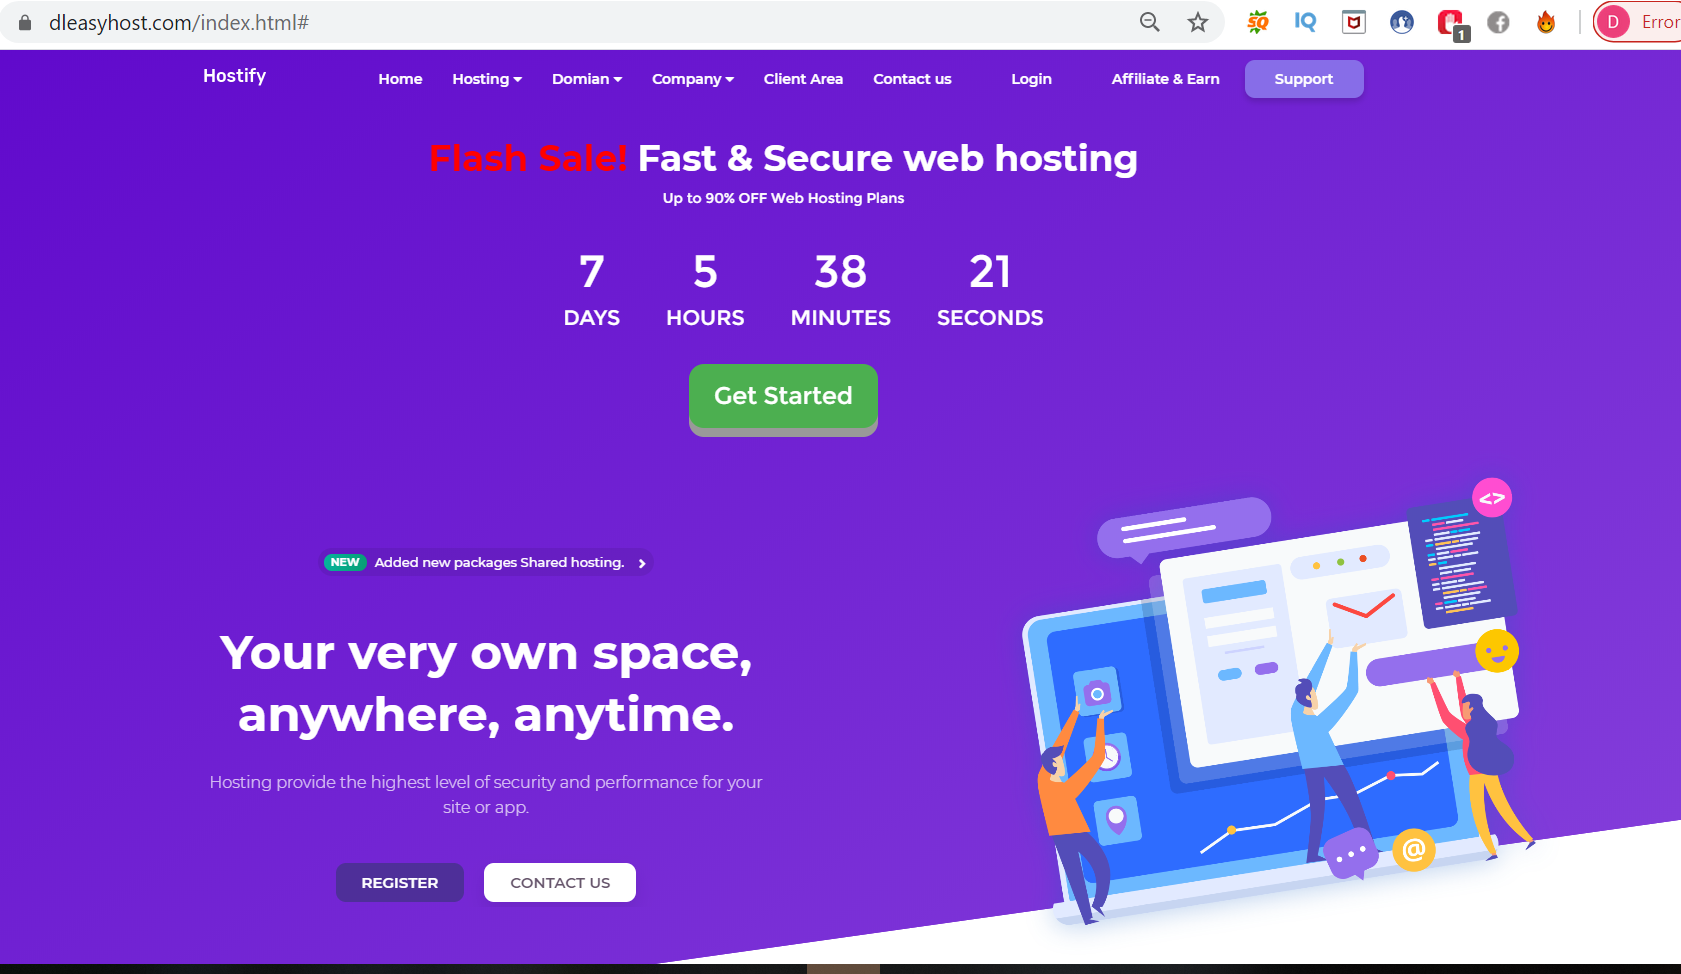 dleasyhost.com/index.html#
SQ
IQ
1
D
Error
Hostify
Home
Hosting
Domian
Company
Client Area
Contact us
Login
Affiliate & Earn
Support
Flash Sale! Fast & Secure web hosting
Up to 90% OFF Web Hosting Plans
7 5 38 21
DAYS HOURS MINUTES SECONDS
Get Started
NEW Added new packages Shared hosting.
Your very own space,
anywhere, anytime.
Hosting provide the highest level of security and performance for your
site or app.
REGISTER
CONTACT US
</>
@